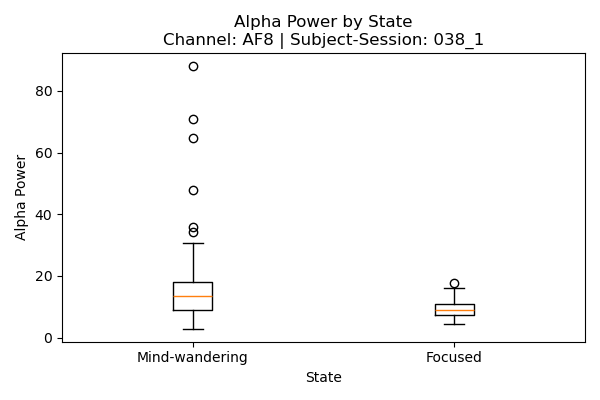 Alpha Power by State
Channel: AF8 | Subject-Session: 038_1
Alpha Power
80
60
40
20
0
Mind-wandering
Focused
State